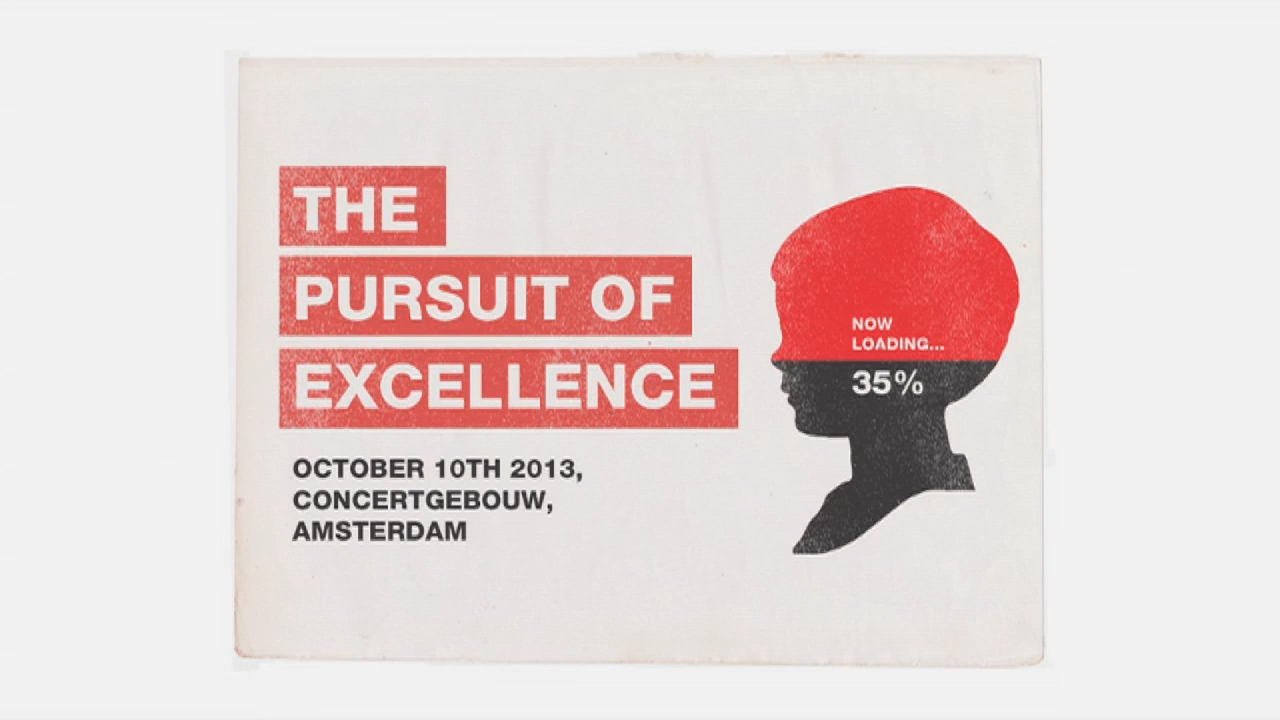 THE
PURSUIT OF
EXCELLENCE
OCTOBER 10TH 2013,
CONCERTGEBOUW,
AMSTERDAM
NOW
LOADING...
35%